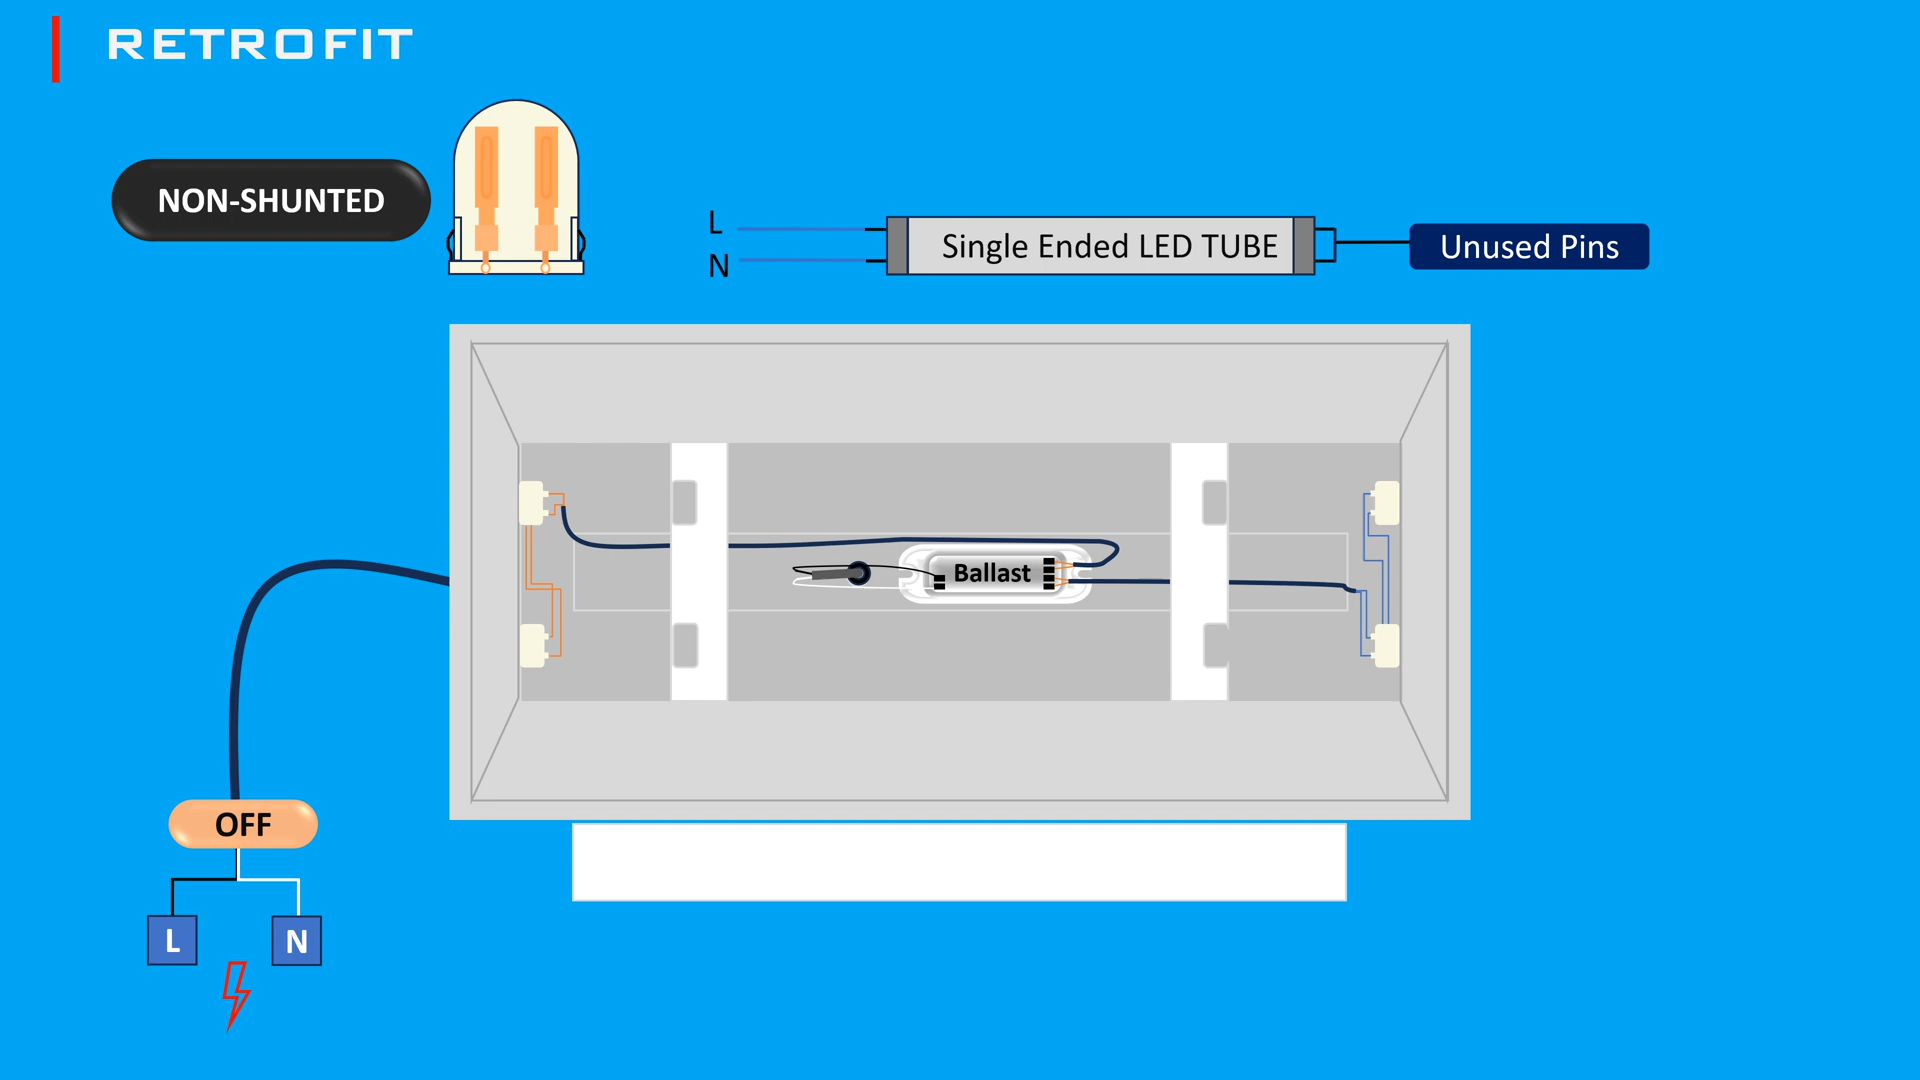 RETROFIT
NON-SHUNTED
L
N
Single Ended LED TUBE
Unused Pins
Ballast
OFF
L
N